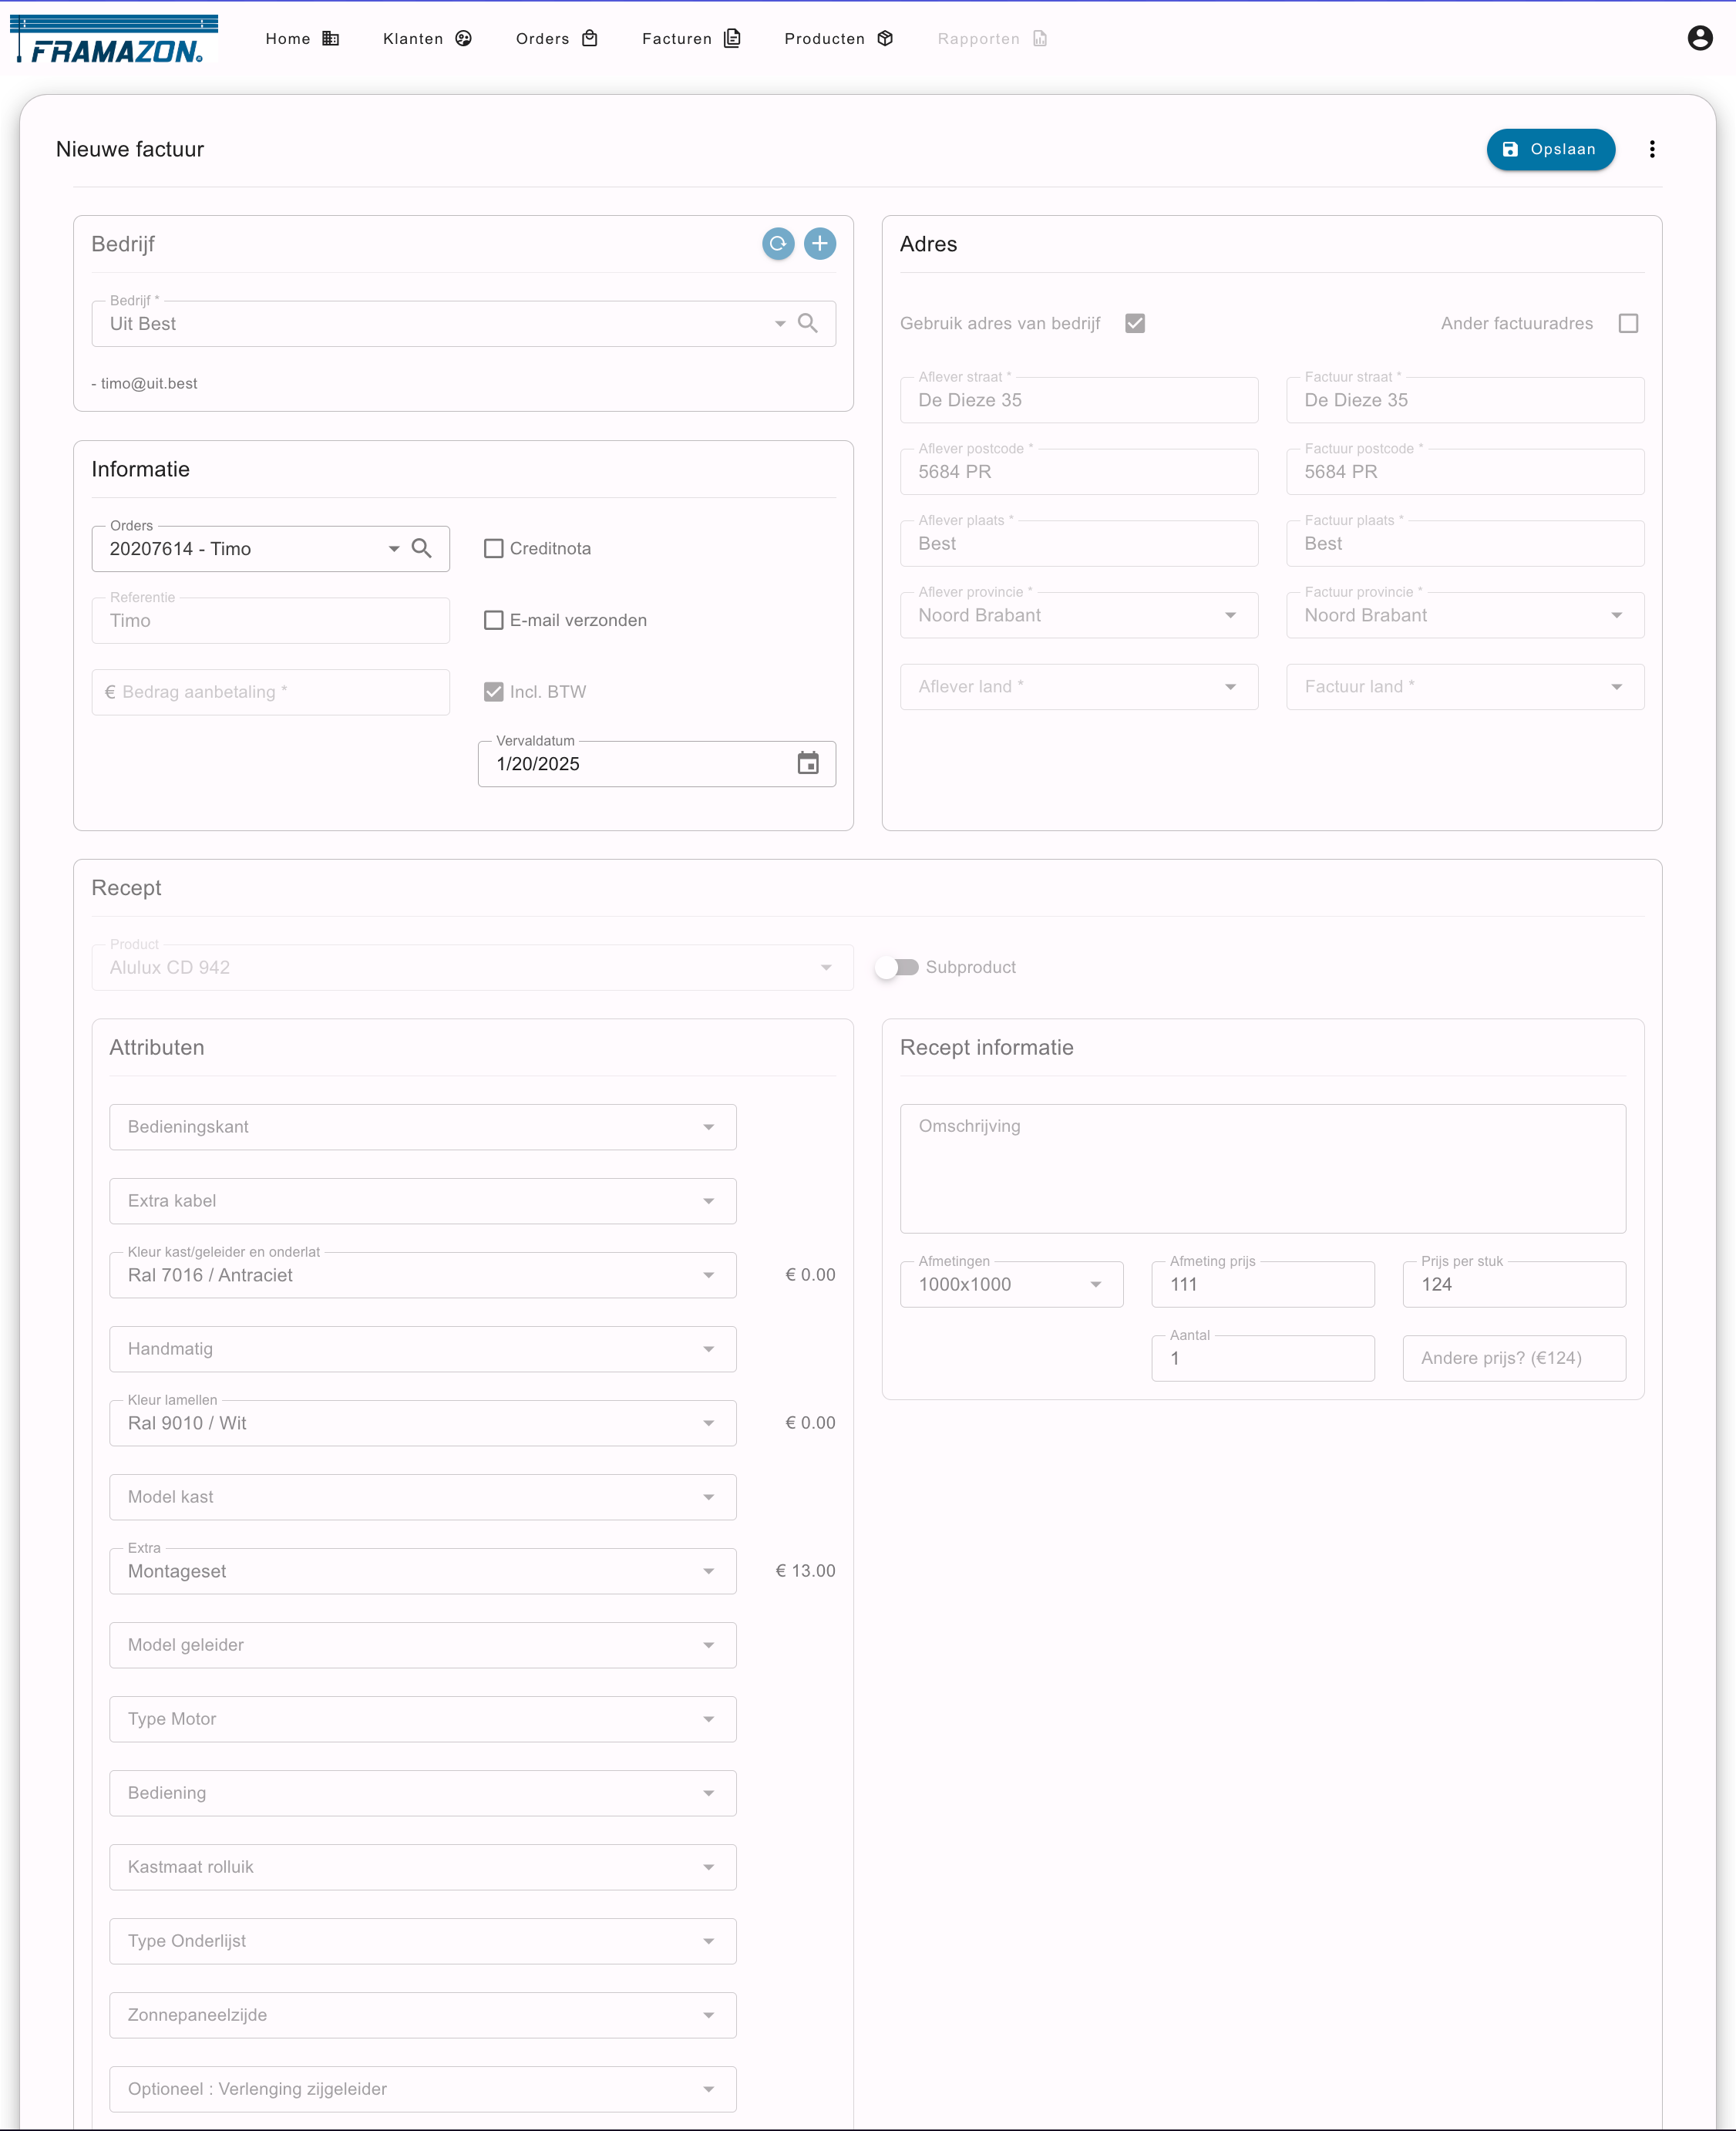 FRAMAZON.
Home
Klanten
Orders
Facturen
Producten
Rapporten
Nieuwe factuur
Opslaan
Bedrijf
Bedrijf *
Uit Best
- timo@uit.best
Informatie
Orders
20207614 - Timo
Creditnota
Referentie
Timo
E-mail verzonden
€ Bedrag aanbetaling *
Incl. BTW
Vervaldatum
1/20/2025
Adres
Gebruik adres van bedrijf
Ander factuuradres
Aflever straat *
De Dieze 35
Factuur straat *
De Dieze 35
Aflever postcode *
5684 PR
Factuur postcode *
5684 PR
Aflever plaats *
Best
Factuur plaats *
Best
Aflever provincie *
Noord Brabant
Factuur provincie *
Noord Brabant
Aflever land *
Factuur land *
Recept
Product
Alulux CD 942
Subproduct
Attributen
Bedieningskant
Extra kabel
Kleur kast/geleider en onderlat
Ral 7016 / Antraciet
€ 0.00
Handmatig
Kleur lamellen
Ral 9010 / Wit
€ 0.00
Model kast
Extra
Montageset
€ 13.00
Model geleider
Type Motor
Bediening
Kastmaat rolluik
Type Onderlijst
Zonnepaneelzijde
Optioneel : Verlenging zijgeleider
Recept informatie
Omschrijving
Afmetingen
1000x1000
Afmeting prijs
111
Prijs per stuk
124
Aantal
1
Andere prijs? (€124)